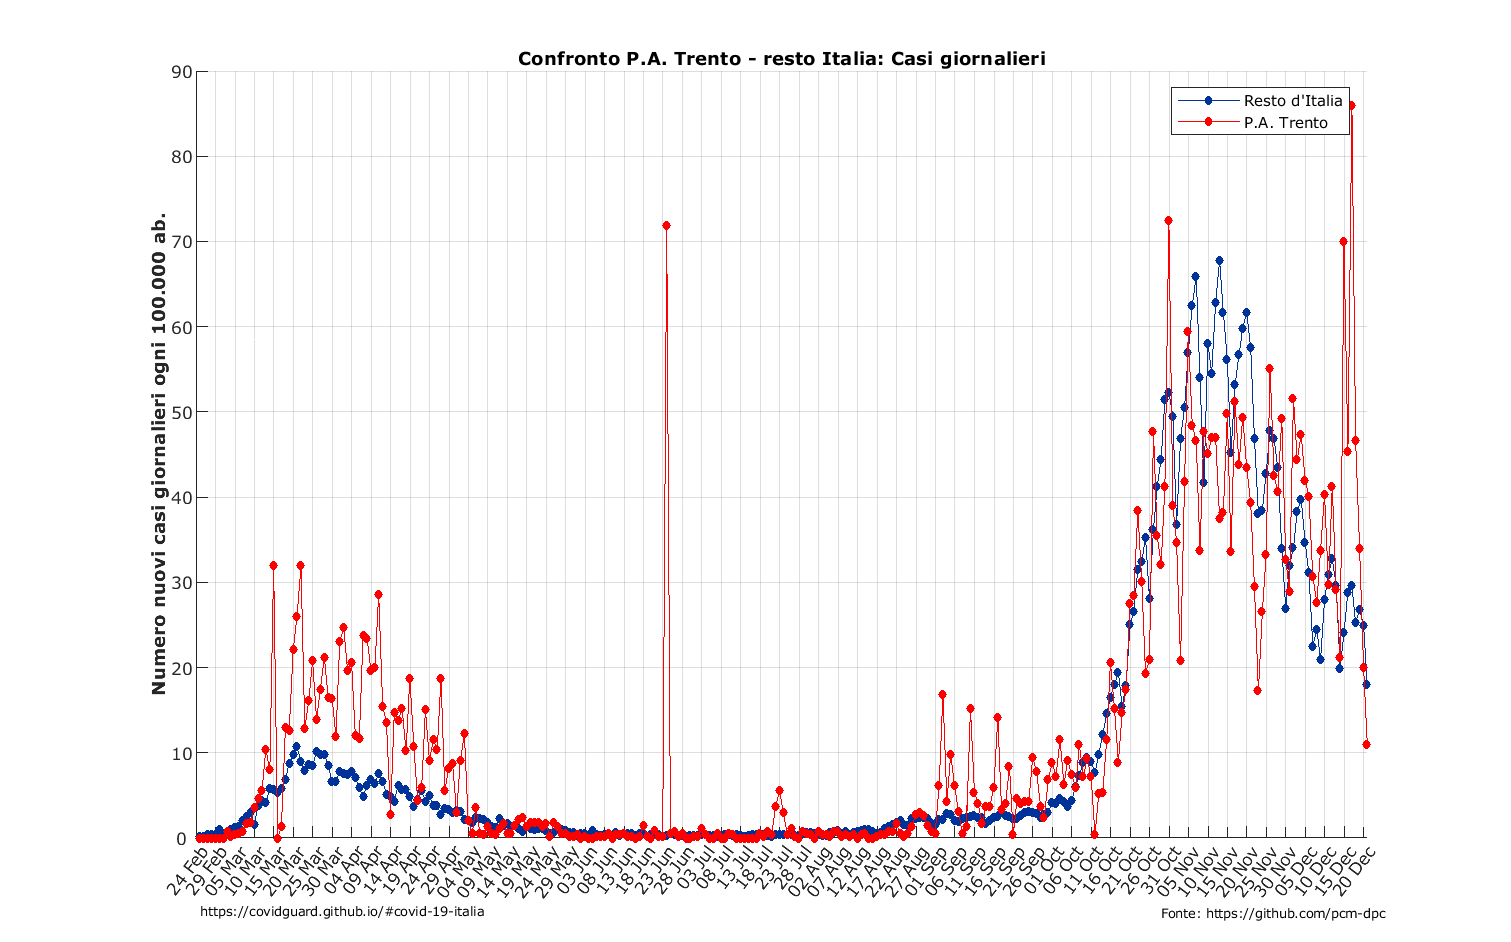 Confronto P.A. Trento - resto Italia: Casi giornalieri
Resto d'Italia
P.A. Trento
Numero nuovi casi giornalieri ogni 100.000 ab.
90
80
70
60
50
40
30
20
10
0
24 Feb
29 Feb
05 Mar
10 Mar
15 Mar
20 Mar
25 Mar
30 Mar
04 Apr
09 Apr
14 Apr
19 Apr
24 Apr
29 Apr
04 May
09 May
14 May
19 May
24 May
29 May
03 Jun
08 Jun
13 Jun
18 Jun
23 Jun
28 Jun
03 Jul
08 Jul
13 Jul
18 Jul
23 Jul
28 Jul
02 Aug
07 Aug
12 Aug
17 Aug
22 Aug
27 Aug
01 Sep
06 Sep
11 Sep
16 Sep
21 Sep
26 Sep
01 Oct
06 Oct
11 Oct
16 Oct
21 Oct
26 Oct
31 Oct
05 Nov
10 Nov
15 Nov
20 Nov
25 Nov
30 Nov
05 Dec
10 Dec
15 Dec
20 Dec
https://covidguard.github.io/#covid-19-italia
Fonte: https://github.com/pcm-dpc